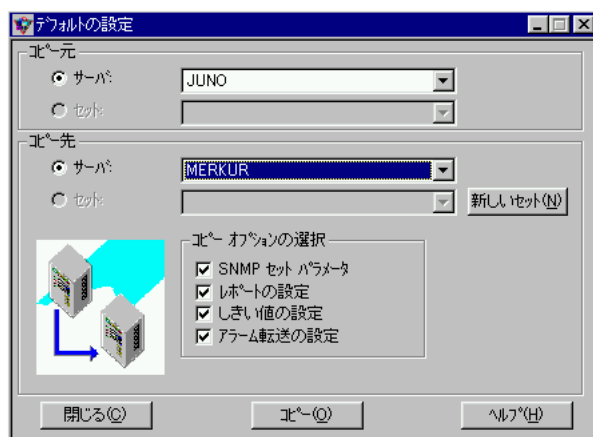 デフォルトの設定
コピー元
サーバ:
JUNO
セット:
コピー先
サーバ:
MERKUR
セット:
新しいセット(N)
コピー オプションの選択
SNMP セット パラメータ
レポートの設定
しきい値の設定
アラーム転送の設定
閉じる(C)
コピー(O)
ヘルプ(H)